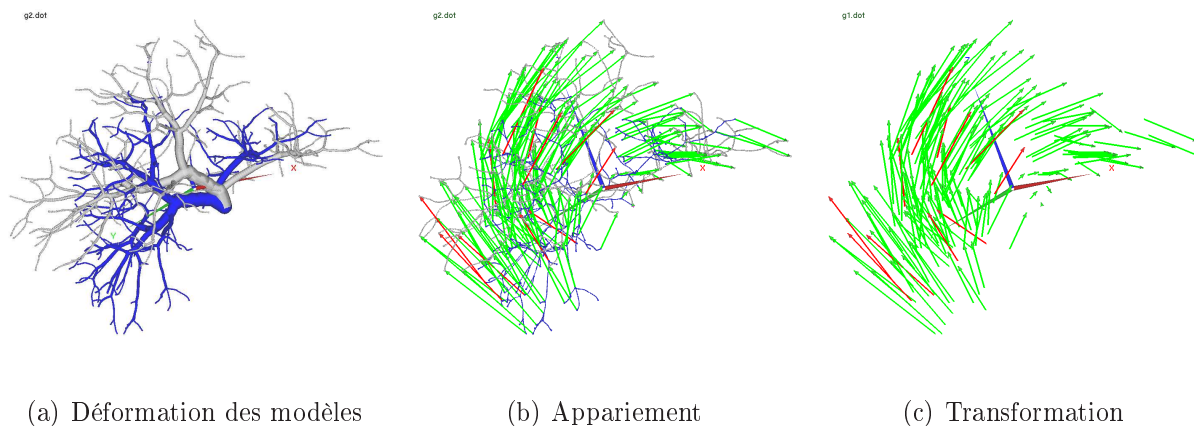 g2.dot
g2.dot
g1.dot
Z
X
X
X
Y
(a) Déformation des modèles
(b) Appariement
(c) Transformation